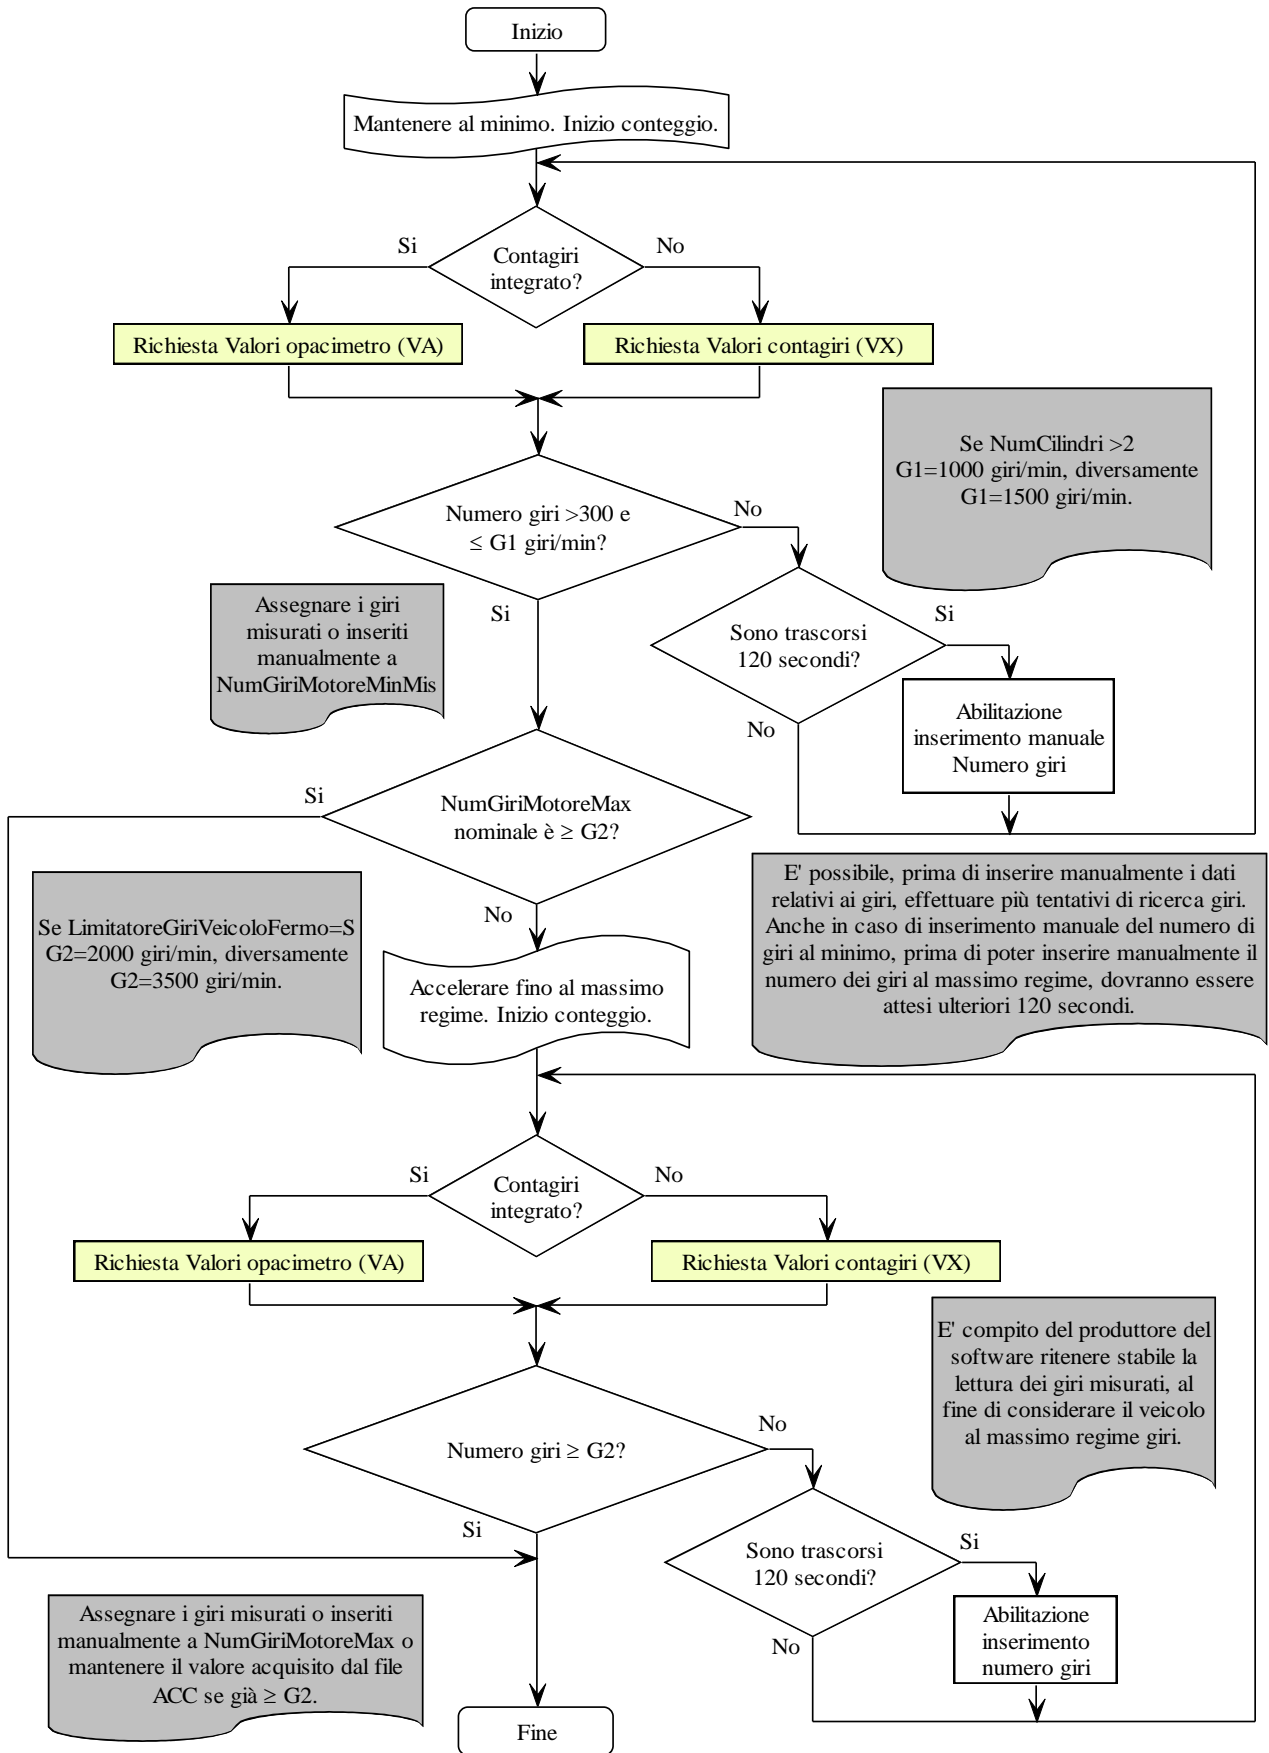 Inizio
Mantenere al minimo. Inizio conteggio.
Si
No
Contagiri
integrato?
Richiesta Valori opacimetro (VA)
Richiesta Valori contagiri (VX)
Se NumCilindri >2
G1=1000 giri/min, diversamente
G1=1500 giri/min.
Numero giri >300 e
≤ G1 giri/min?
No
Si
Assegnare i giri
misurati o inseriti
manualmente a
NumGiriMotoreMinMis
Sono trascorsi
120 secondi?
Si
No
Abilitazione
inserimento manuale
Numero giri
Si
NumGiriMotoreMax
nominale è ≥ G2?
No
E' possibile, prima di inserire manualmente i dati
relativi ai giri, effettuare più tentativi di ricerca giri.
Anche in caso di inserimento manuale del numero di
giri al minimo, prima di poter inserire manualmente il
numero dei giri al massimo regime, dovranno essere
attesi ulteriori 120 secondi.
Se LimitatoreGiriVeicoloFermo=S
G2=2000 giri/min, diversamente
G2=3500 giri/min.
Accelerare fino al massimo
regime. Inizio conteggio.
Si
No
Contagiri
integrato?
Richiesta Valori opacimetro (VA)
Richiesta Valori contagiri (VX)
E' compito del produttore del
software ritenere stabile la
lettura dei giri misurati, al
fine di considerare il veicolo
al massimo regime giri.
Numero giri ≥ G2?
No
Si
Sono trascorsi
120 secondi?
Si
No
Abilitazione
inserimento
numero giri
Assegnare i giri misurati o inseriti
manualmente a NumGiriMotoreMax o
mantenere il valore acquisito dal file
ACC se già ≥ G2.
Fine